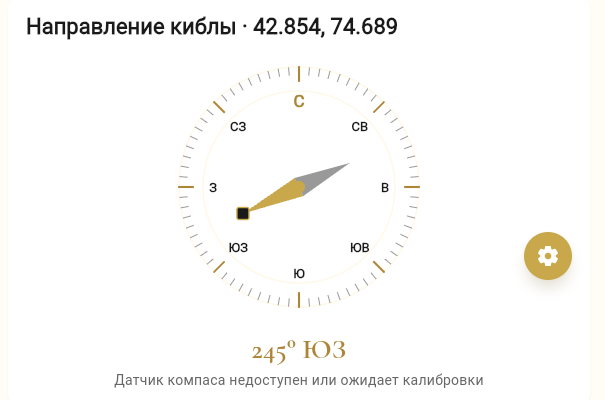 Направление киблы · 42.854, 74.689
С
СЗ
СВ
З
В
ЮЗ
ЮВ
Ю
245° ЮЗ
Датчик компаса недоступен или ожидает калибровки